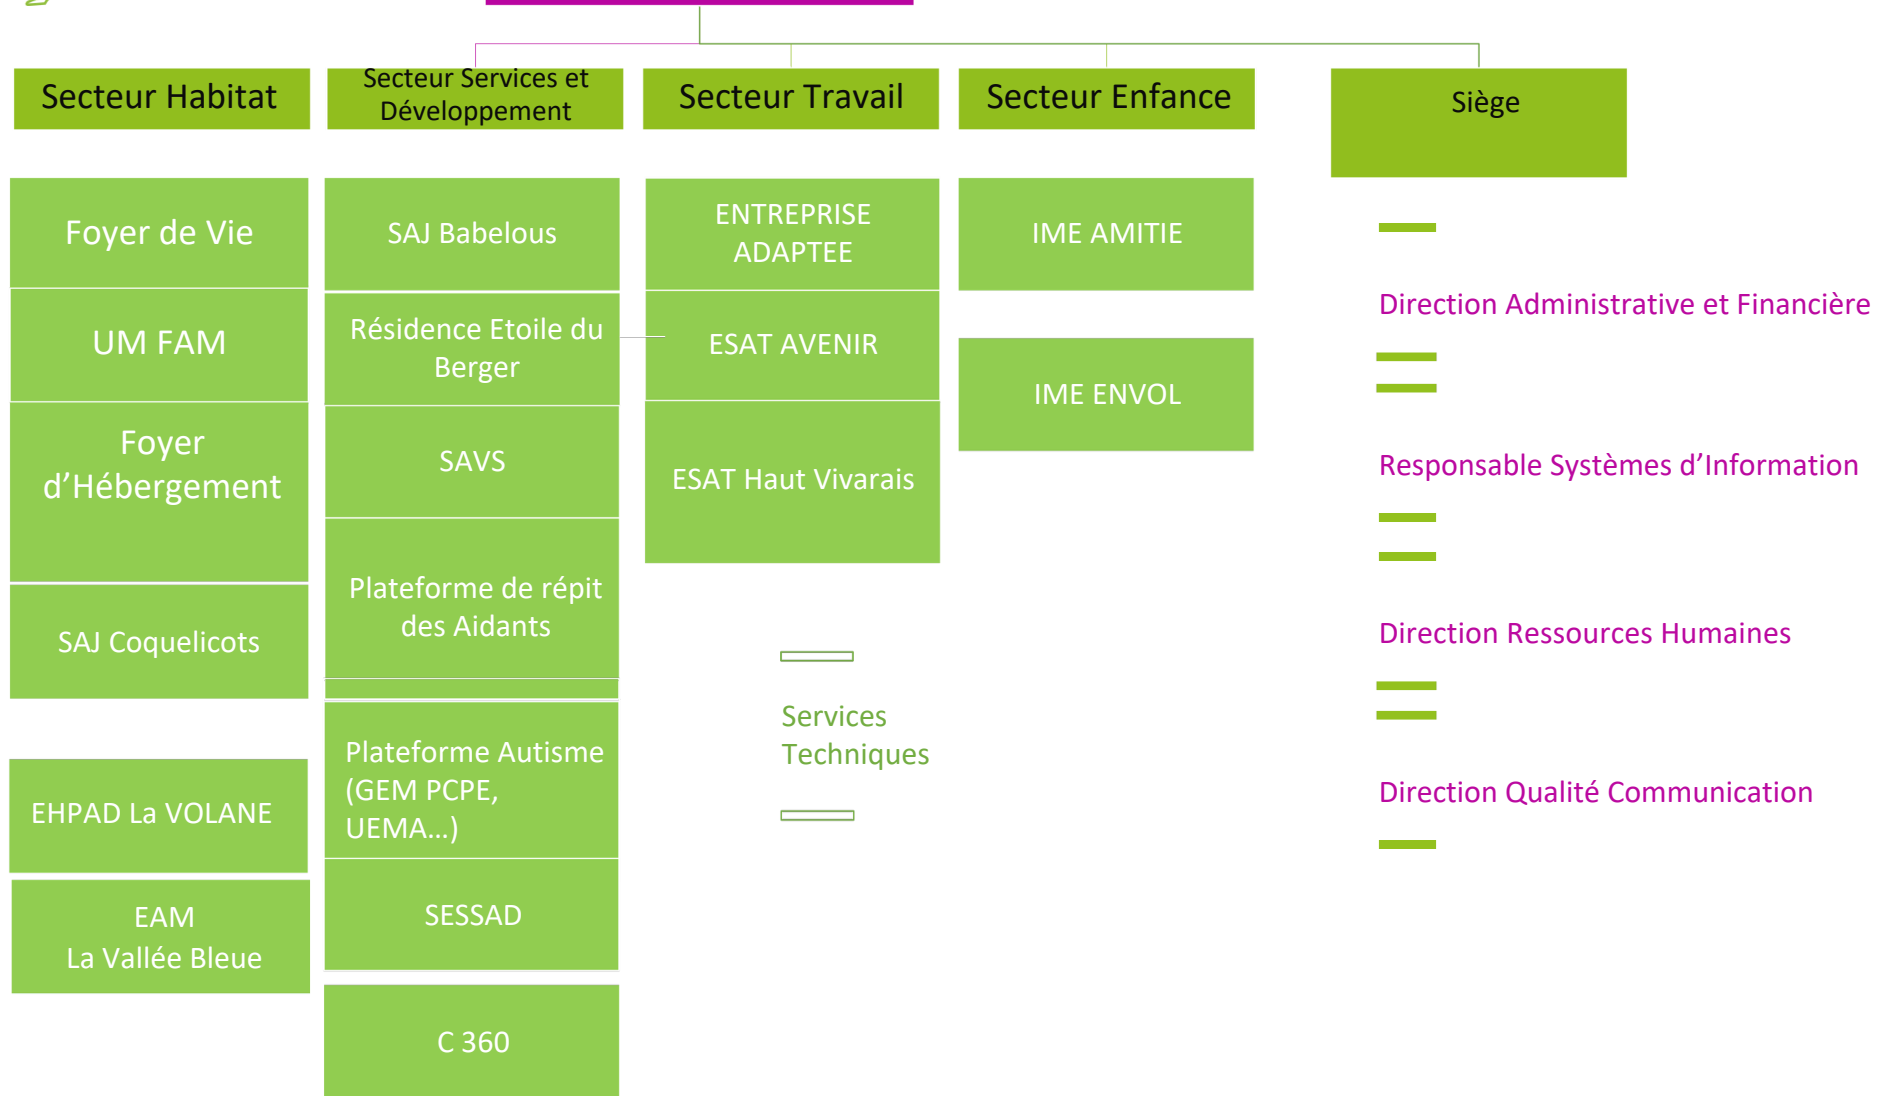 Secteur Habitat
Secteur Services et
Développement
Secteur Travail
Secteur Enfance
Siège
Foyer de Vie
UM FAM
Foyer
d’Hébergement
SAJ Coquelicots
EHPAD La VOLANE
EAM
La Vallée Bleue
SAJ Babelous
Résidence Etoile du
Berger
SAVS
Plateforme de répit
des Aidants
Plateforme Autisme
(GEM PCPE,
UEMA…)
SESSAD
C 360
ENTREPRISE
ADAPTEE
ESAT AVENIR
ESAT Haut Vivarais
Services
Techniques
IME AMITIE
IME ENVOL
Direction Administrative et Financière
Responsable Systèmes d’Information
Direction Ressources Humaines
Direction Qualité Communication